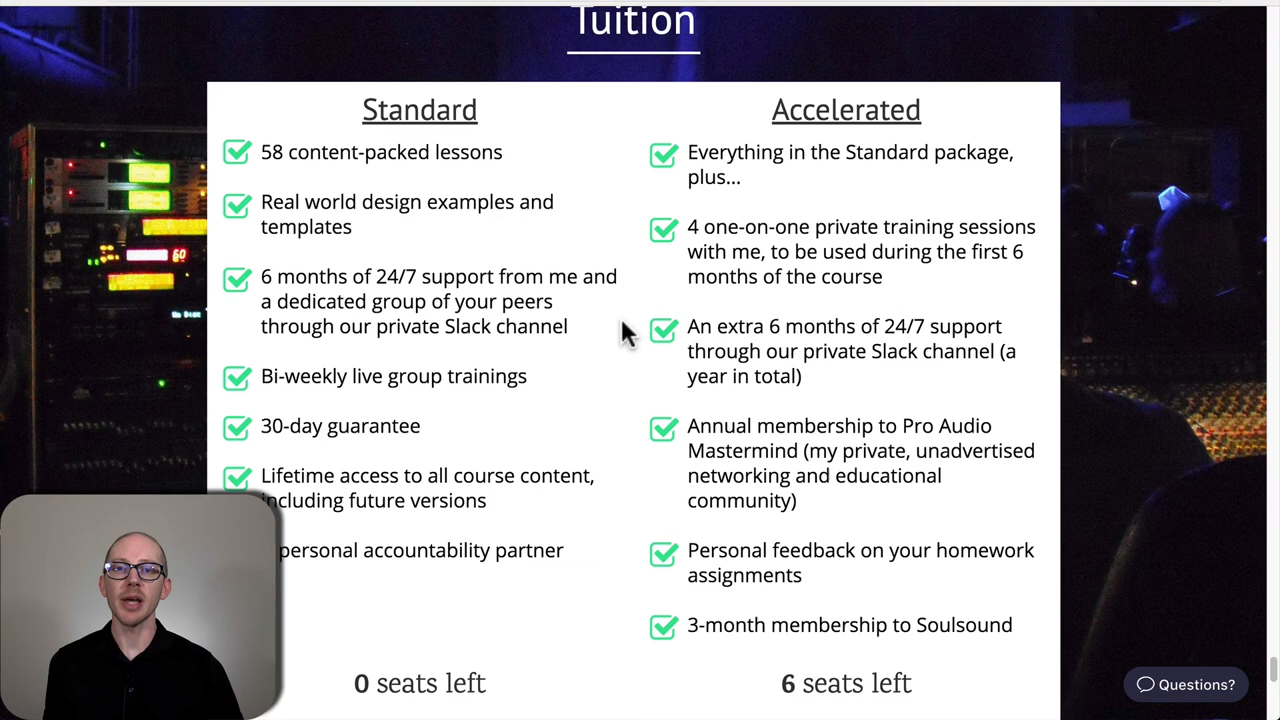 Tuition
Standard
58 content-packed lessons
Real world design examples and
templates
6 months of 24/7 support from me and
a dedicated group of your peers
through our private Slack channel
Bi-weekly live group trainings
30-day guarantee
Lifetime access to all course content,
including future versions
personal accountability partner
0 seats left
Accelerated
Everything in the Standard package,
plus...
4 one-on-one private training sessions
with me, to be used during the first 6
months of the course
An extra 6 months of 24/7 support
through our private Slack channel (a
year in total)
Annual membership to Pro Audio
Mastermind (my private, unadvertised
networking and educational
community)
Personal feedback on your homework
assignments
3-month membership to Soulsound
6 seats left
Questions?
60